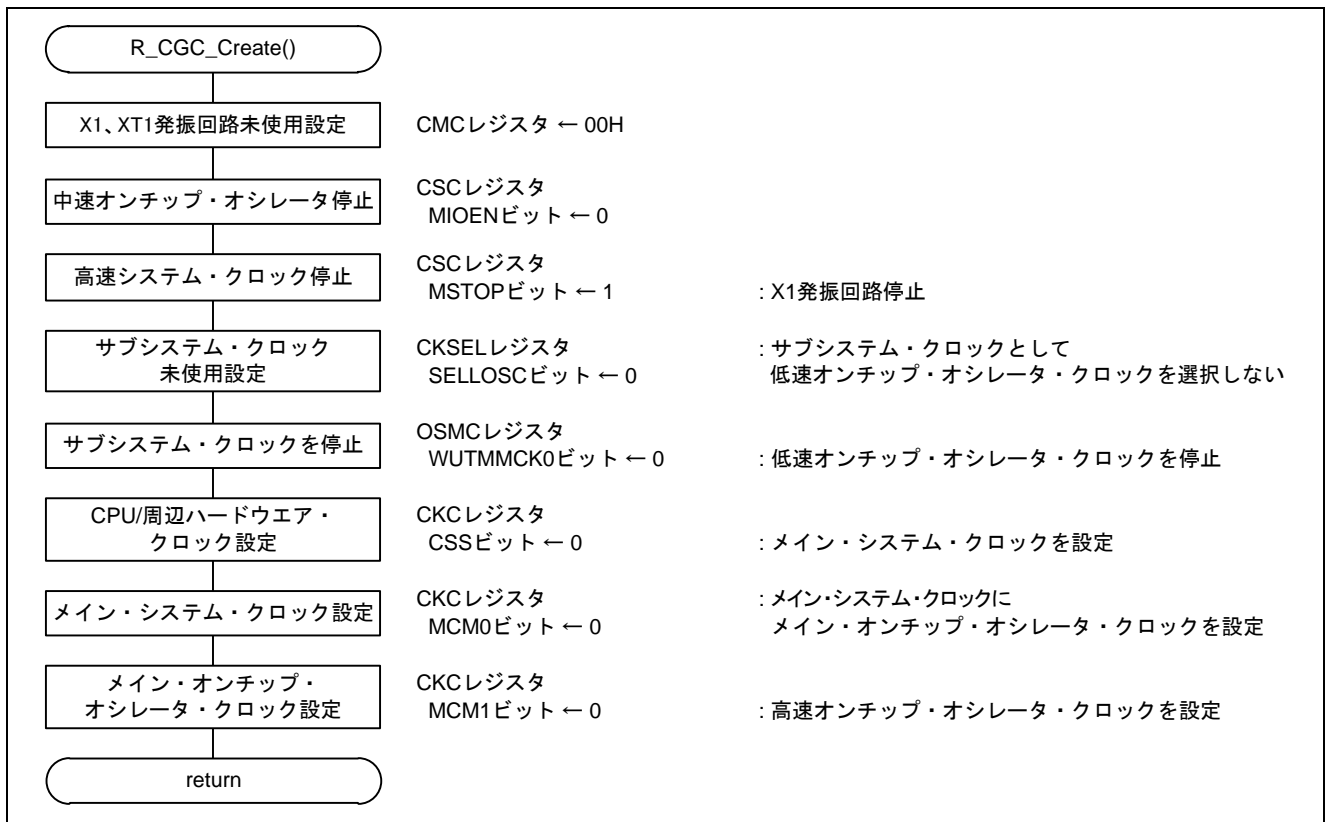 R_CGC_Create()
X1、XT1発振回路未使用設定
CMCレジスタ ← 00H
中速オンチップ・オシレータ停止
CSCレジスタ
MIOENビット ← 0
高速システム・クロック停止
CSCレジスタ
MSTOPビット ← 1
: X1発振回路停止
サブシステム・クロック
未使用設定
CKSELレジスタ
SELLOSCビット ← 0
: サブシステム・クロックとして
低速オンチップ・オシレータ・クロックを選択しない
サブシステム・クロックを停止
OSMCレジスタ
WUTMMCK0ビット ← 0
: 低速オンチップ・オシレータ・クロックを停止
CPU/周辺ハードウエア・
クロック設定
CKCレジスタ
CSSビット ← 0
: メイン・システム・クロックを設定
メイン・システム・クロック設定
CKCレジスタ
MCM0ビット ← 0
: メイン・システム・クロックに
メイン・オンチップ・オシレータ・クロックを設定
メイン・オンチップ・
オシレータ・クロック設定
CKCレジスタ
MCM1ビット ← 0
: 高速オンチップ・オシレータ・クロックを設定
return